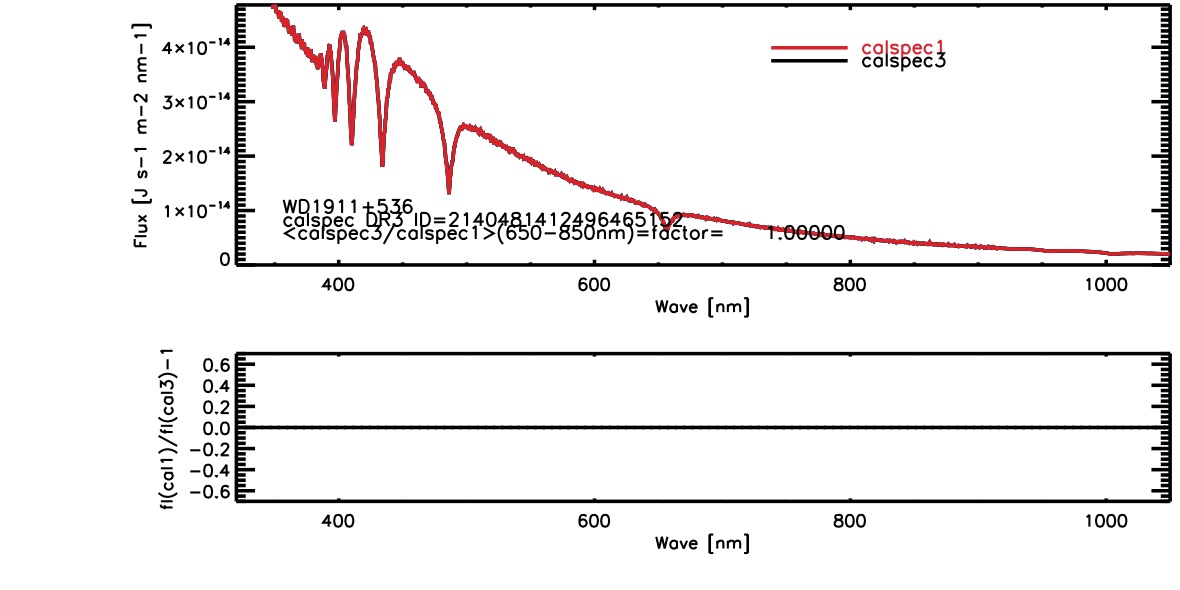 Flux [J s-1 m-2 nm-1]
4×10⁻¹⁴
3×10⁻¹⁴
2×10⁻¹⁴
1×10⁻¹⁴
0
calspec1
calspec3
WD1911+536
calspec DR3 ID=2140481412496465152
<calspec3/calspec1>(650-850nm)=factor= 1.00000
400 600 800 1000
Wave [nm]
fl(cal1)/fl(cal3)-1
0.6
0.4
0.2
0.0
-0.2
-0.4
-0.6
400 600 800 1000
Wave [nm]